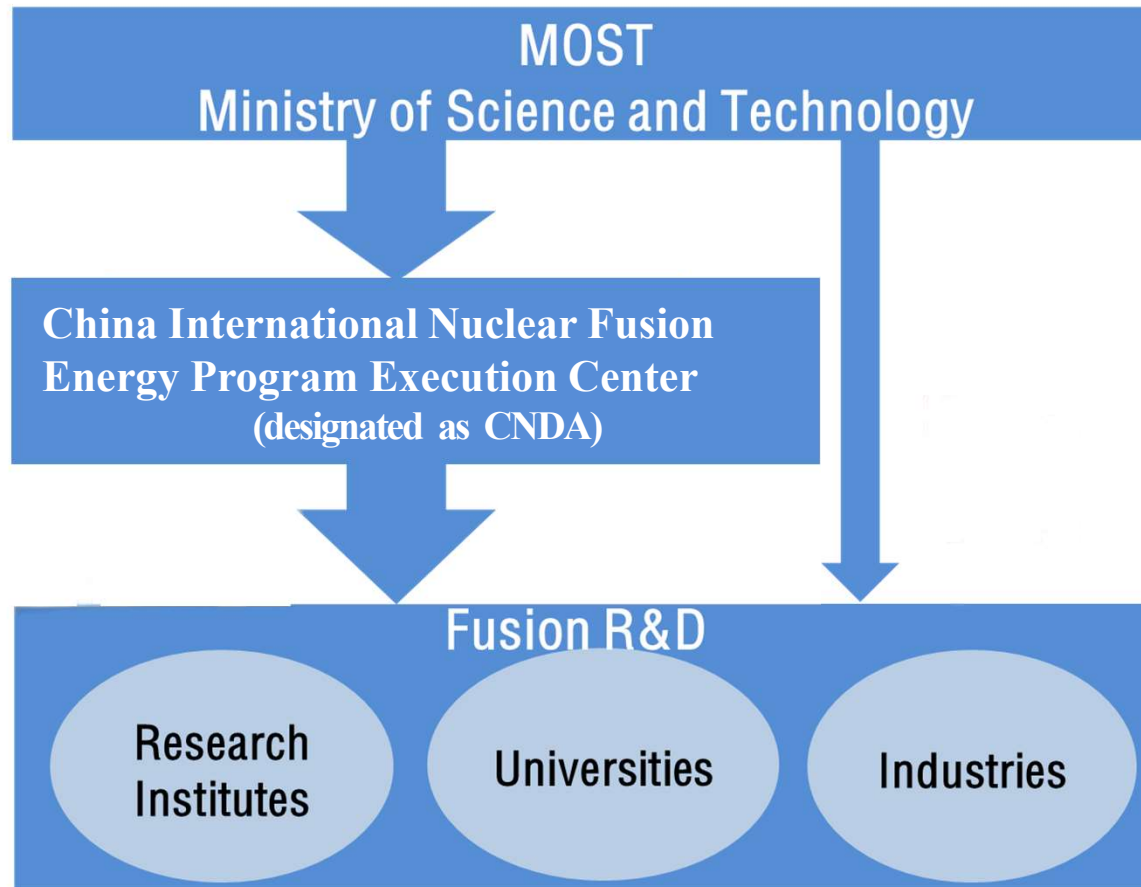 MOST
Ministry of Science and Technology
China International Nuclear Fusion
Energy Program Execution Center
(designated as CNDA)
Fusion R&D
Research
Institutes
Universities
Industries